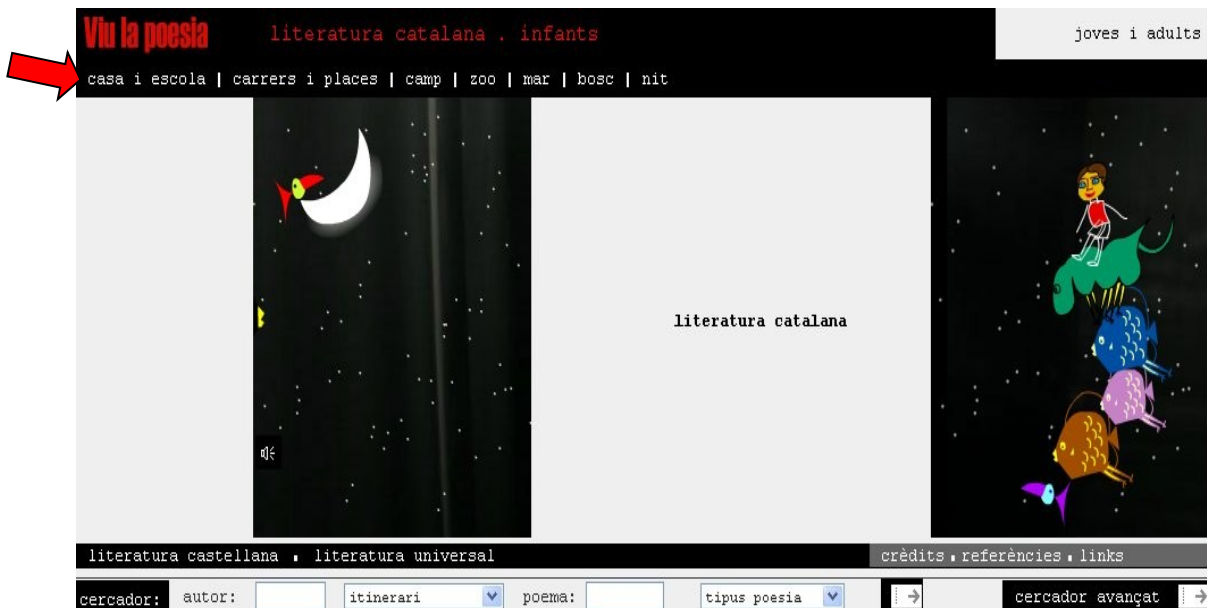 Viu la poesia literatura catalana . infants joves i adults
casa i escola | carrers i places | camp | zoo | mar | bosc | nit
literatura catalana
literatura castellana . literatura universal crèdits . referències . links
cercador: autor: itinerari poema: tipus poesia cercador avançat